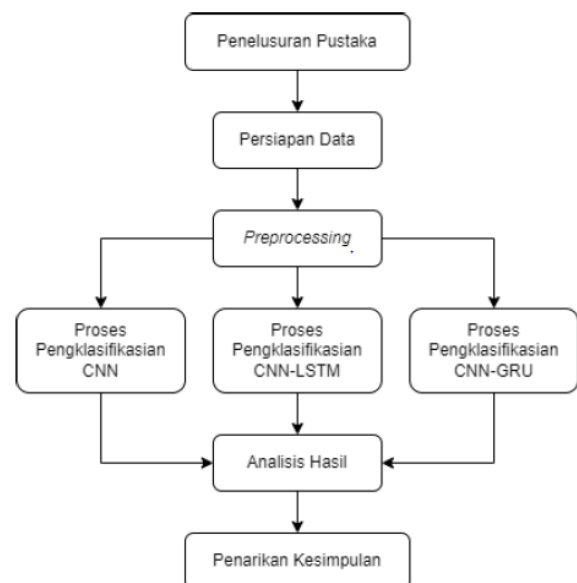 Penelusuran Pustaka
Persiapan Data
Preprocessing
Proses
Pengklasifikasian
CNN
Proses
Pengklasifikasian
CNN-LSTM
Proses
Pengklasifikasian
CNN-GRU
Analisis Hasil
Penarikan Kesimpulan